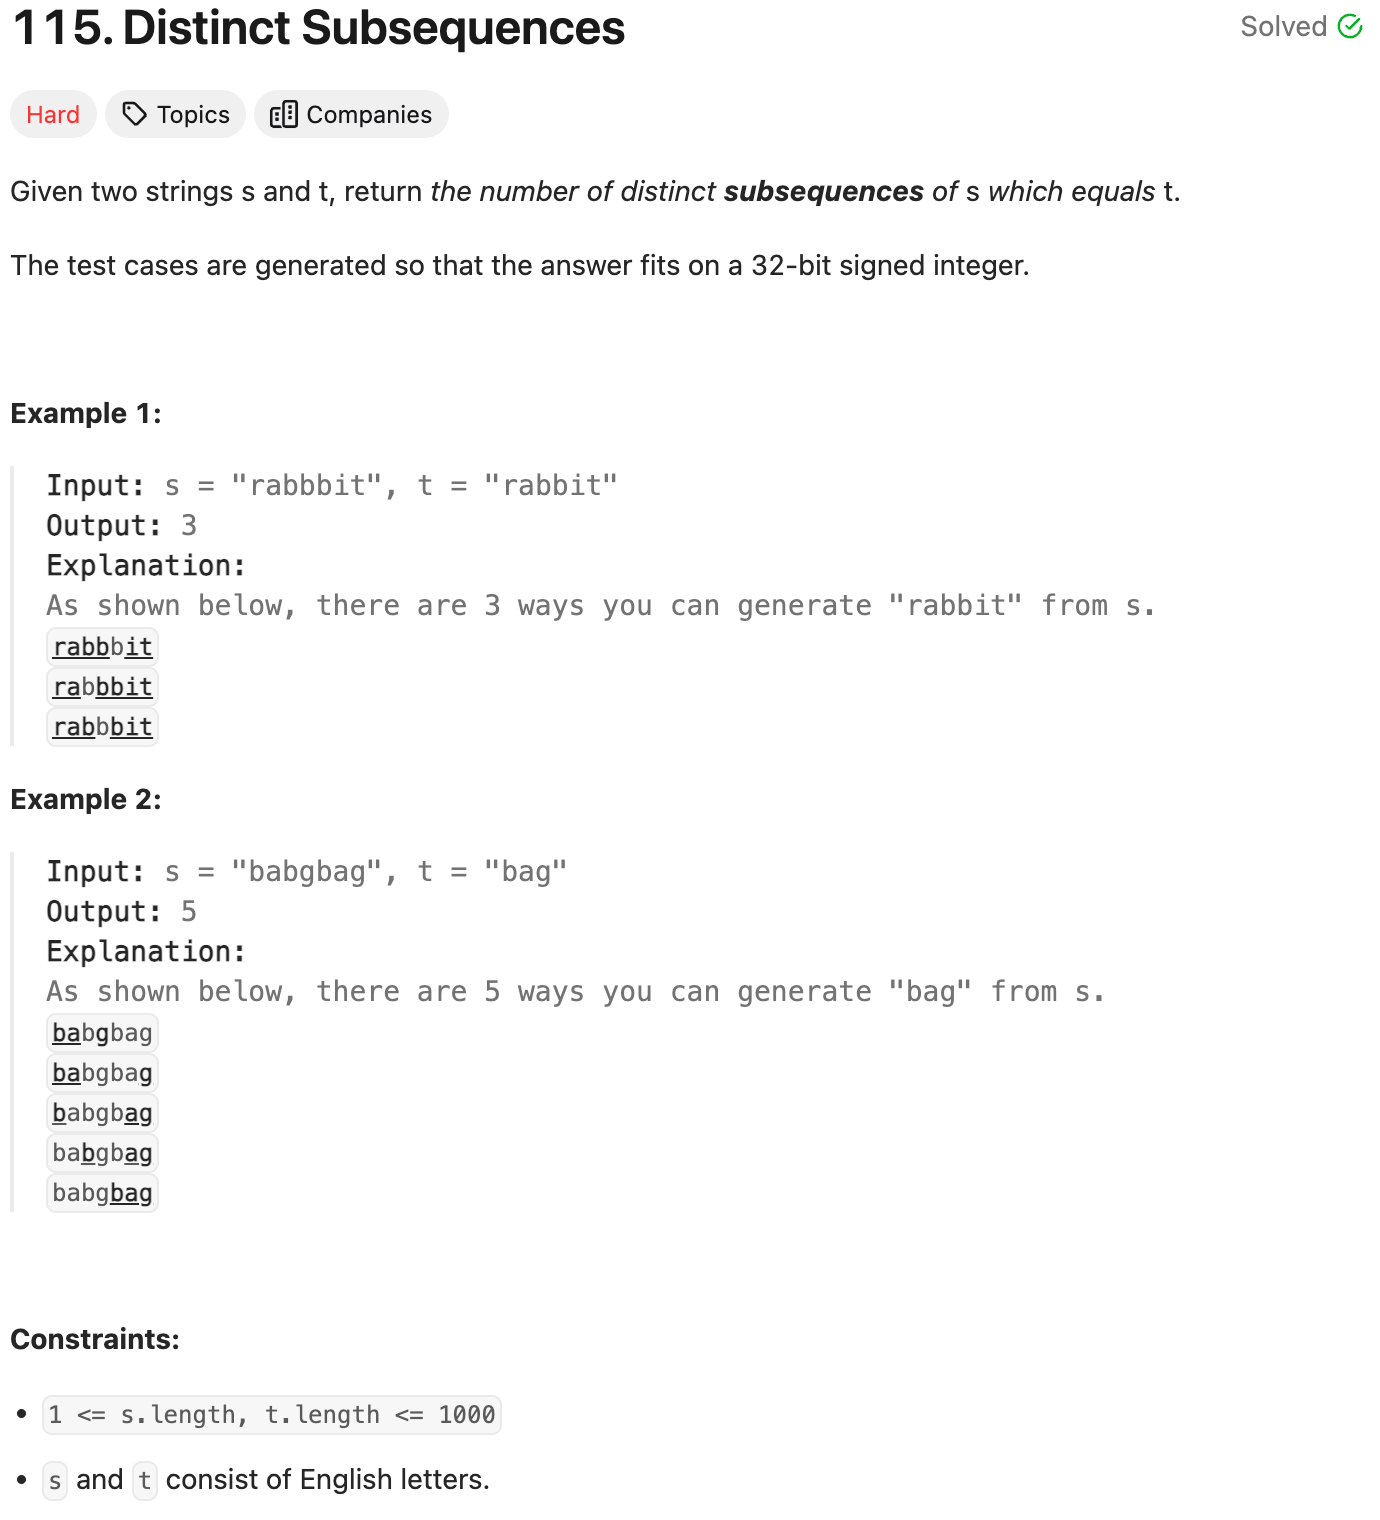 115. Distinct Subsequences
Solved
Hard
Topics
Companies
Given two strings s and t, return the number of distinct subsequences of s which equals t.
The test cases are generated so that the answer fits on a 32-bit signed integer.
Example 1:
Input: s = "rabbbit", t = "rabbit"
Output: 3
Explanation:
As shown below, there are 3 ways you can generate "rabbit" from s.
rabbbit
rabbbit
rabbbit
Example 2:
Input: s = "babgbag", t = "bag"
Output: 5
Explanation:
As shown below, there are 5 ways you can generate "bag" from s.
babgbag
babgbag
babgbag
babgbag
babgbag
Constraints:
• 1 <= s.length, t.length <= 1000
• s and t consist of English letters.